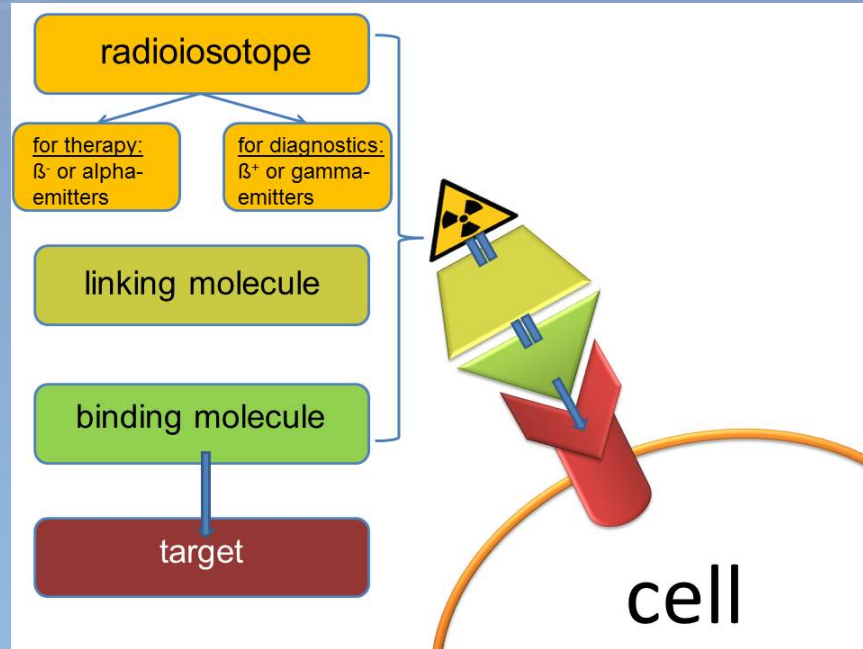 radioiosotope
for therapy:
ß⁻ or alpha-
emitters
for diagnostics:
ß⁺ or gamma-
emitters
linking molecule
binding molecule
target
cell